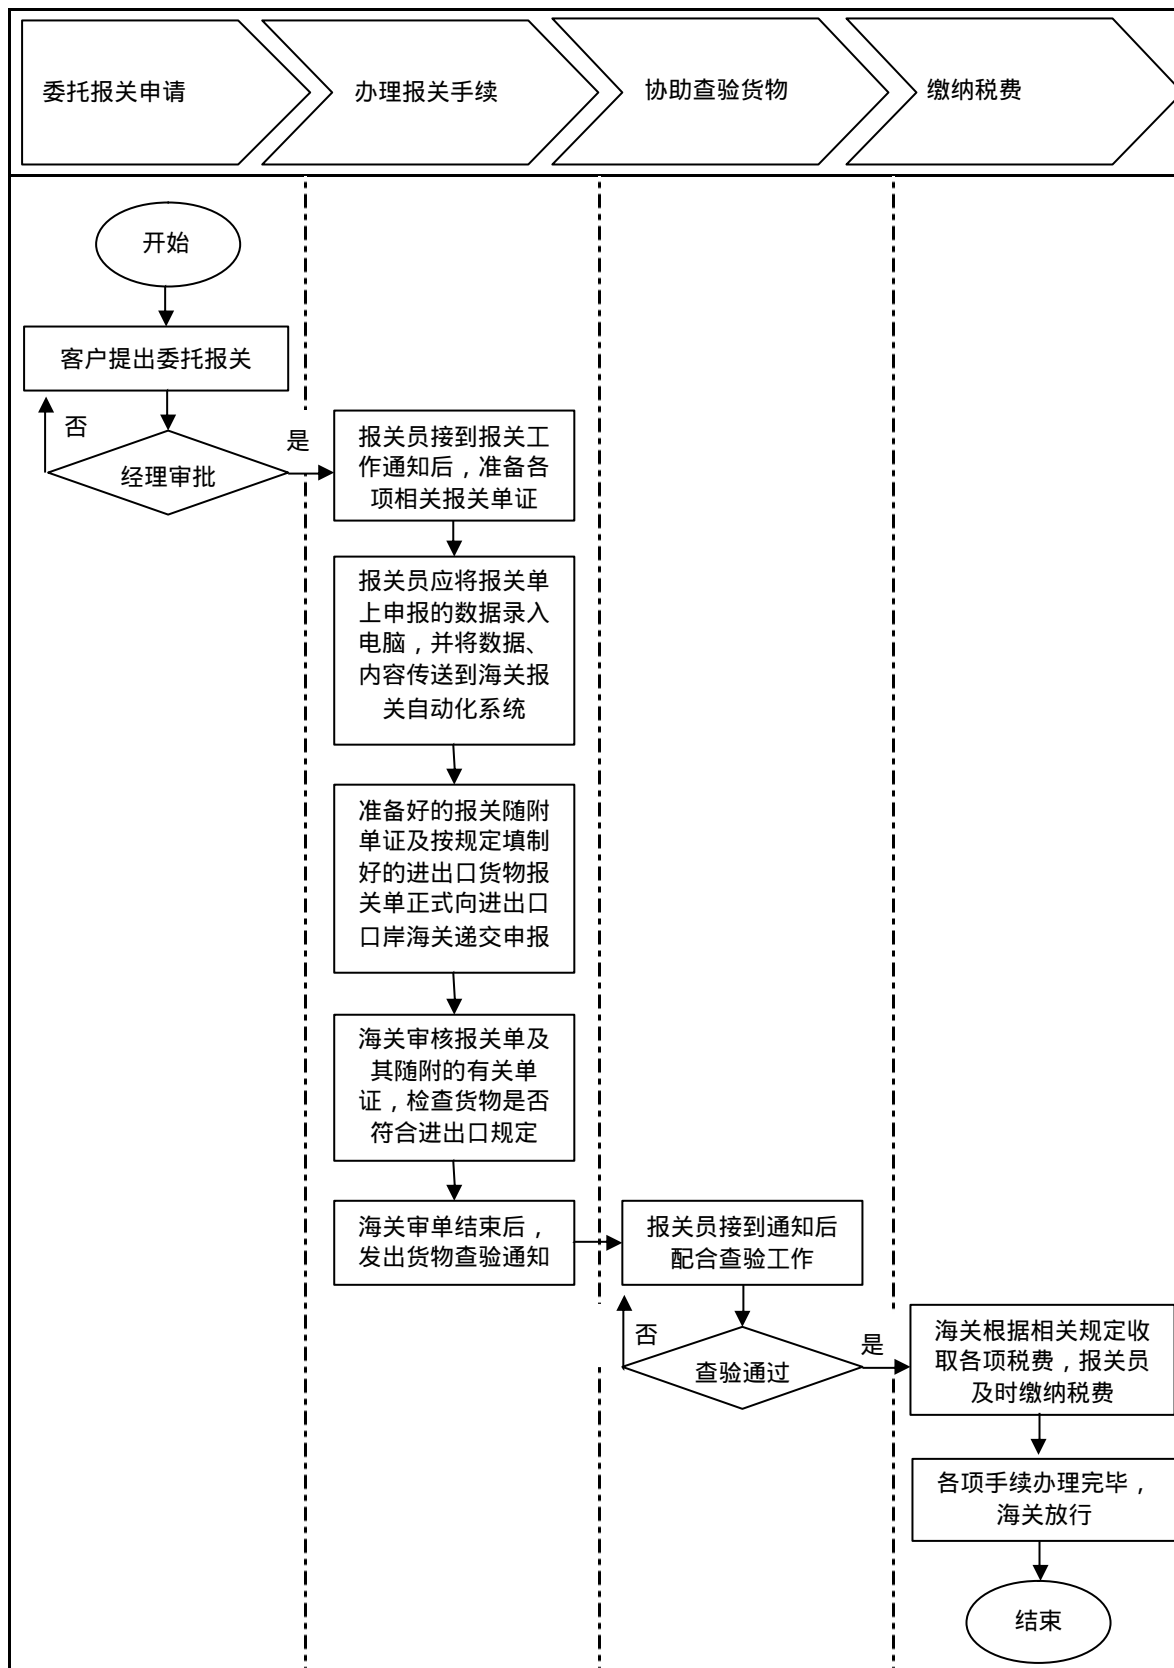 委托报关申请
办理报关手续
协助查验货物
缴纳税费
开始
客户提出委托报关
否
经理审批
是
报关员接到报关工
作通知后，准备各
项相关报关单证
报关员应将报关单
上申报的数据录入
电脑，并将数据、
内容传送到海关报
关自动化系统
准备好的报关随附
单证及按规定填制
好的进出口货物报
关单正式向进出口
口岸海关递交申报
海关审核报关单及
其随附的有关单
证，检查货物是否
符合进出口规定
海关审单结束后，
发出货物查验通知
报关员接到通知后
配合查验工作
否
查验通过
是
海关根据相关规定收
取各项税费，报关员
及时缴纳税费
各项手续办理完毕，
海关放行
结束